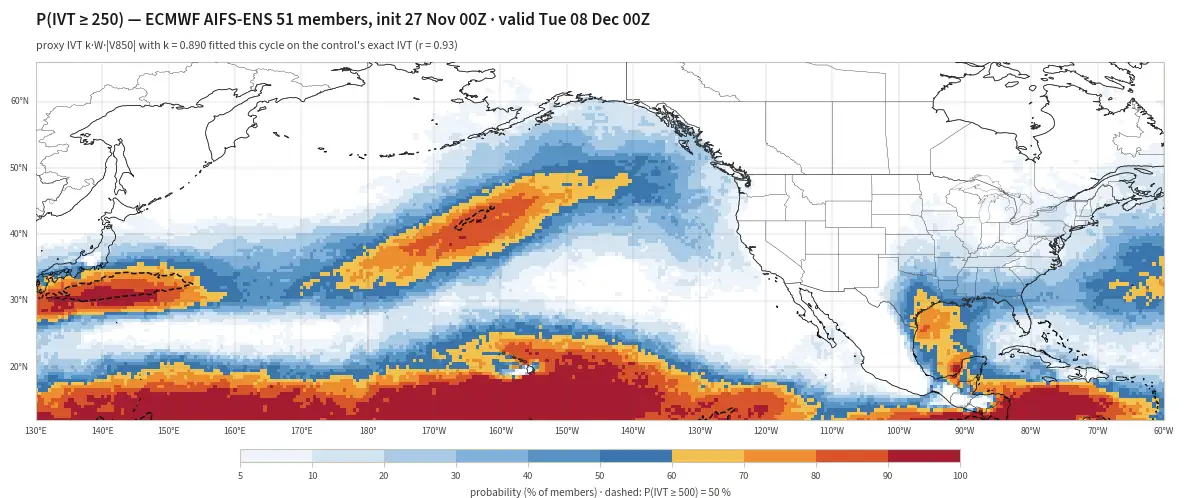 P(IVT ≥ 250) — ECMWF AIFS-ENS 51 members, init 27 Nov 00Z · valid Tue 08 Dec 00Z
proxy IVT k·W·|V850| with k = 0.890 fitted this cycle on the control's exact IVT (r = 0.93)
60°N
50°N
40°N
30°N
20°N
130°E 140°E 150°E 160°E 170°E 180° 170°W 160°W 150°W 140°W 130°W 120°W 110°W 100°W 90°W 80°W 70°W 60°W
5 10 20 30 40 50 60 70 80 90 100
probability (% of members) · dashed: P(IVT ≥ 500) = 50 %